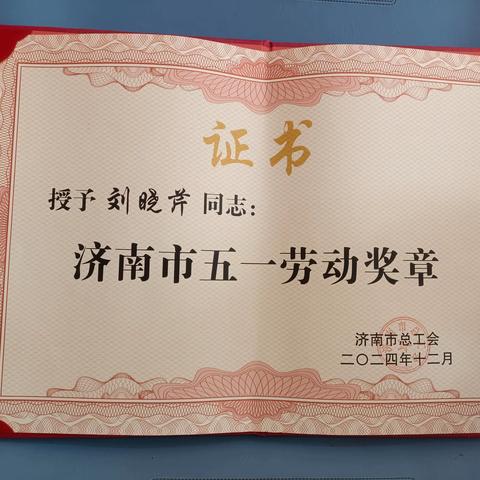 证书
授予 刘晓芹 同志：
济南市五一劳动奖章
济南市总工会
二〇二四年十二月